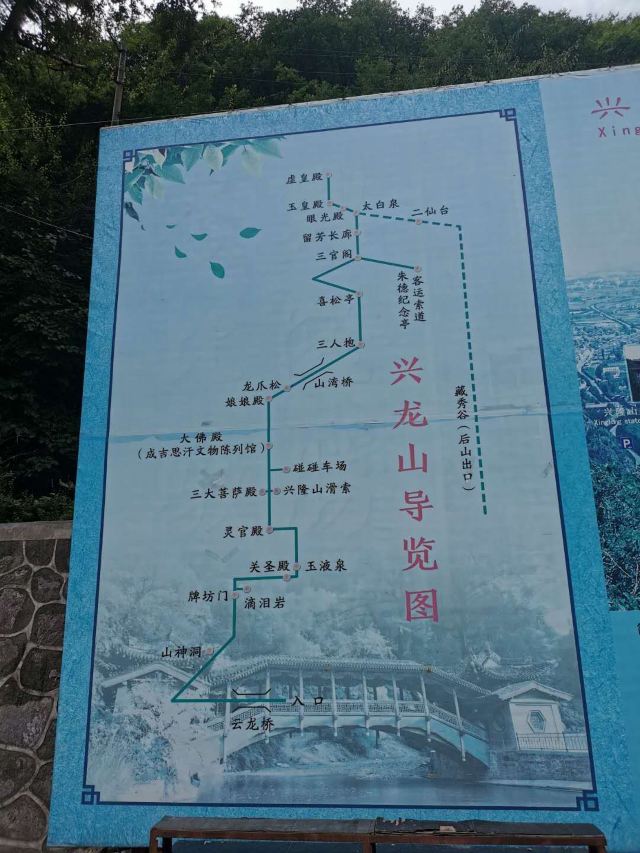 兴
Xing
虚皇殿
玉皇殿
太白泉
二仙台
眼光殿
留芳长廊
三官阁
客运索道
朱德纪念亭
喜松亭
三人抱
龙爪松
山湾桥
娘娘殿
大佛殿
(成吉思汗文物陈列馆)
碰碰车场
三大菩萨殿
兴隆山滑索
灵官殿
关圣殿
玉液泉
牌坊门
滴泪岩
山神洞
入口
云龙桥
藏秀谷(后山出口)
兴龙山导览图
P